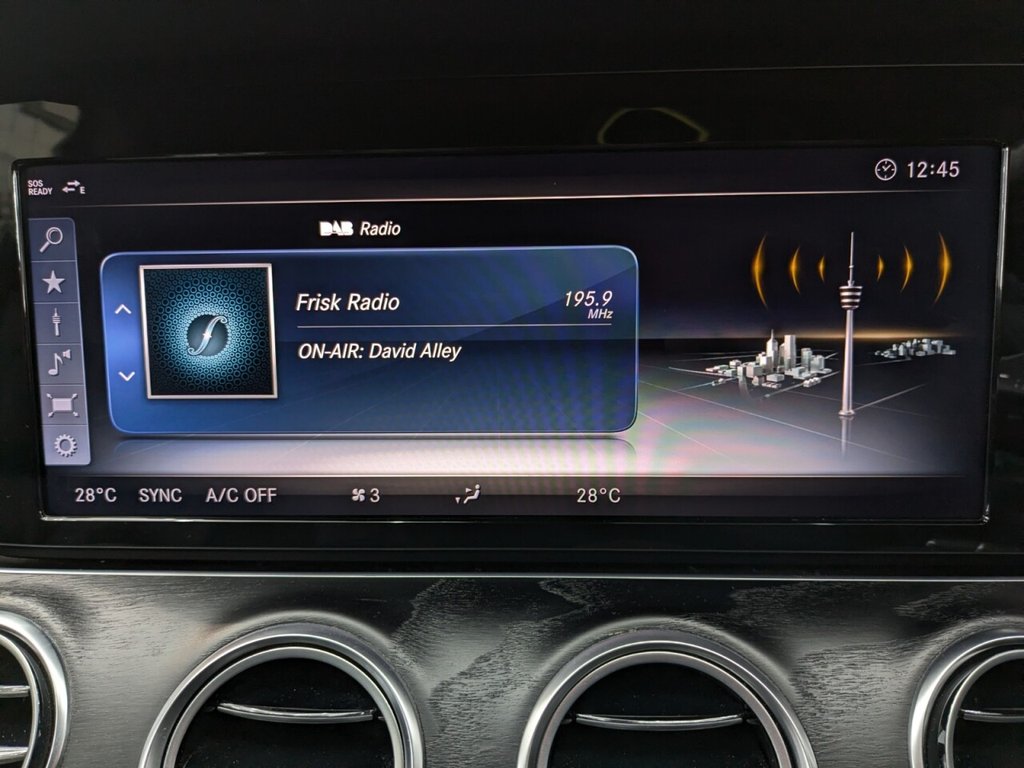 SOS
READY
E
12:45
DAB Radio
Frisk Radio
195.9
MHz
ON-AIR: David Alley
f
28°C SYNC A/C OFF 3 28°C